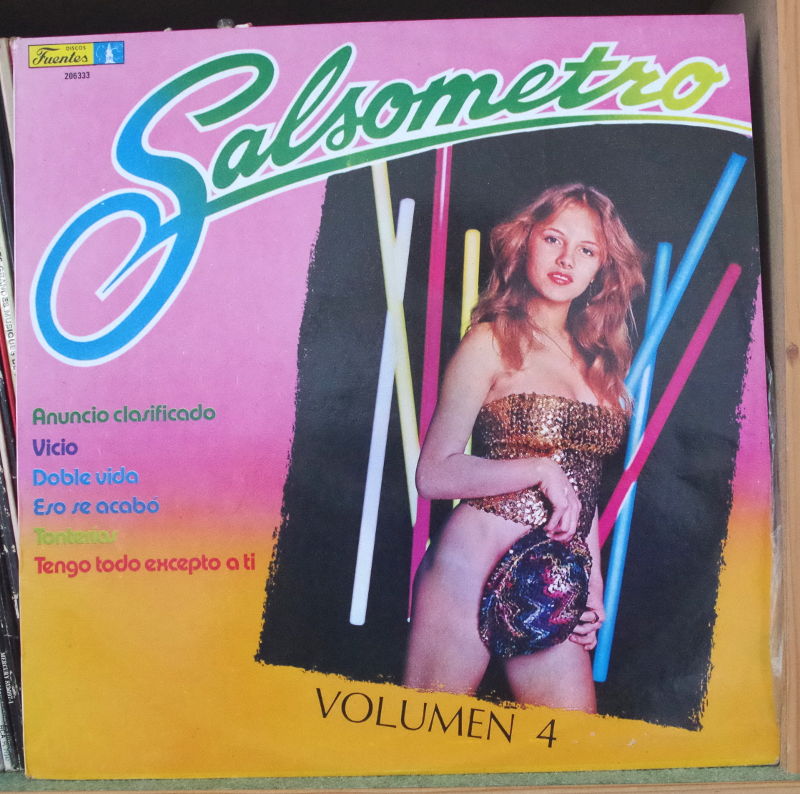 DISCOS
Fuentes
206333
Salsometro
Anuncio clasificado
Vicio
Doble vida
Eso se acabó
Tonterías
Tengo todo excepto a ti
VOLUMEN 4